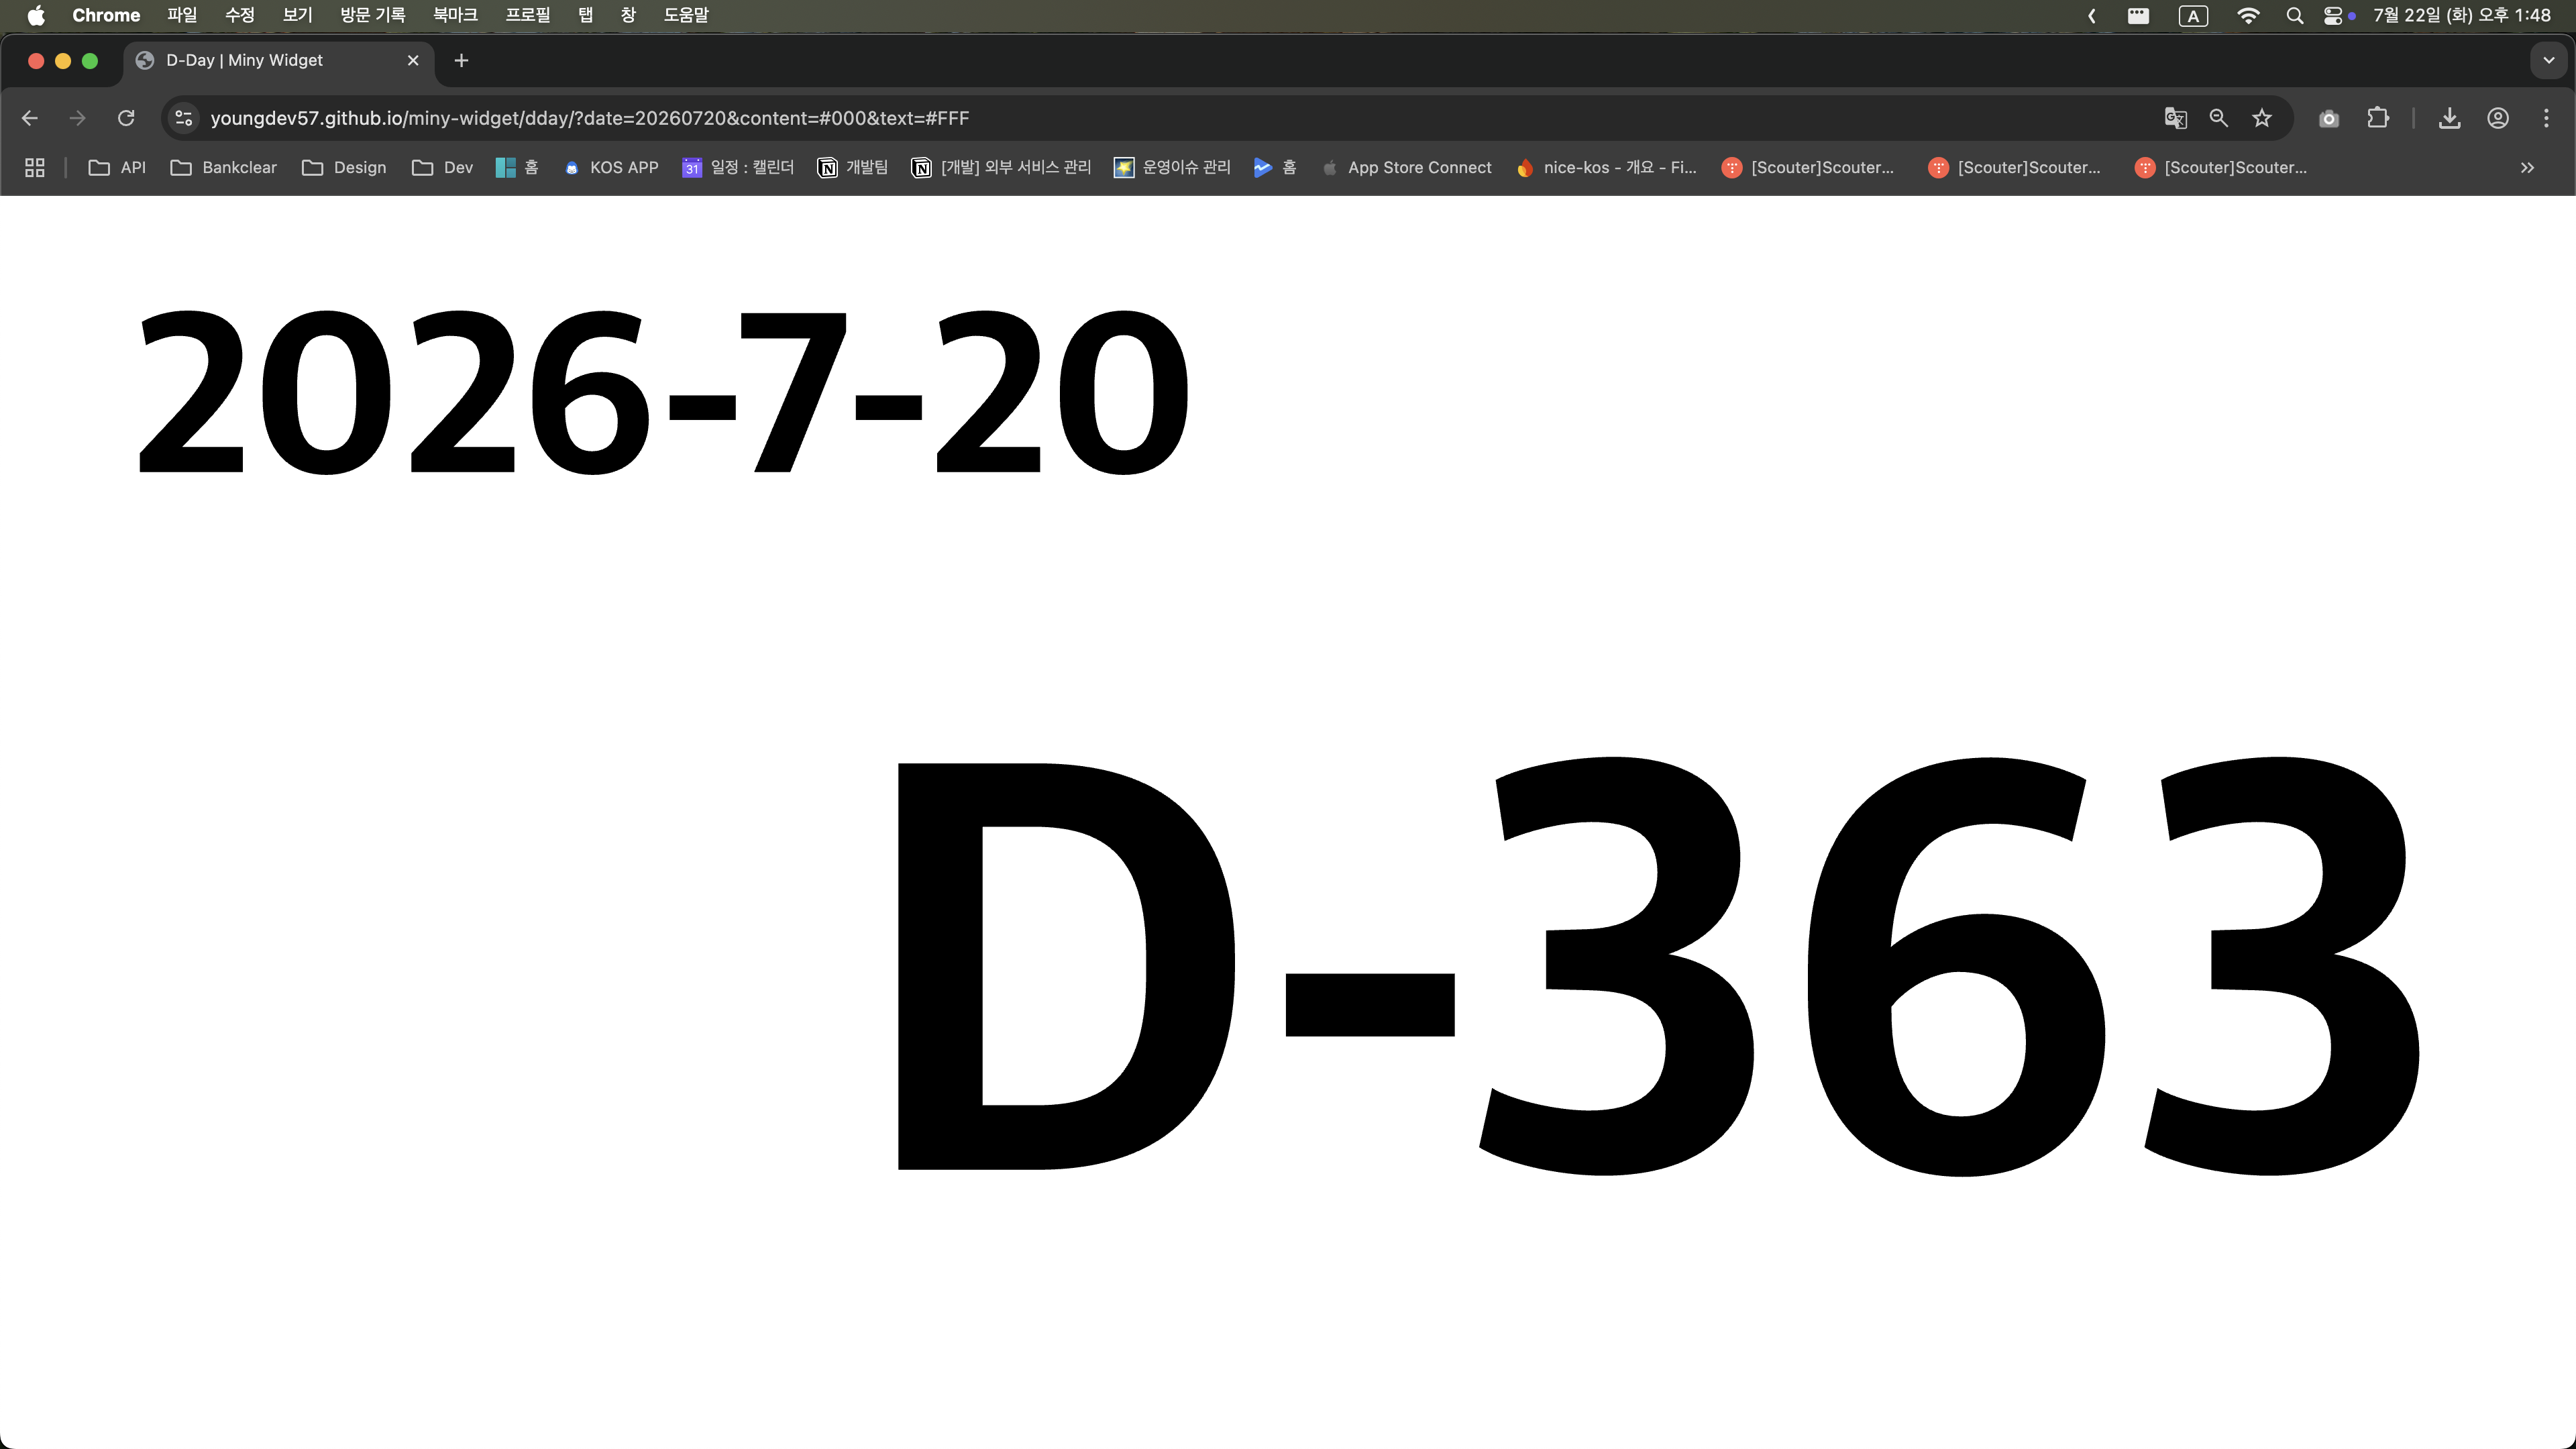 Chrome 파일 수정 보기 방문 기록 북마크 프로필 탭 창 도움말 A 7월 22일 (화) 오후 1:48
D-Day | Miny Widget
youngdev57.github.io/miny-widget/dday/?date=20260720&content=#000&text=#FFF
API Bankclear Design Dev 홈 KOS APP 31 일정 : 캘린더 개발팀 [개발] 외부 서비스 관리 운영이슈 관리 홈 App Store Connect nice-kos - 개요 - Fi... [Scouter]Scouter... [Scouter]Scouter... [Scouter]Scouter...
2026-7-20
D-363